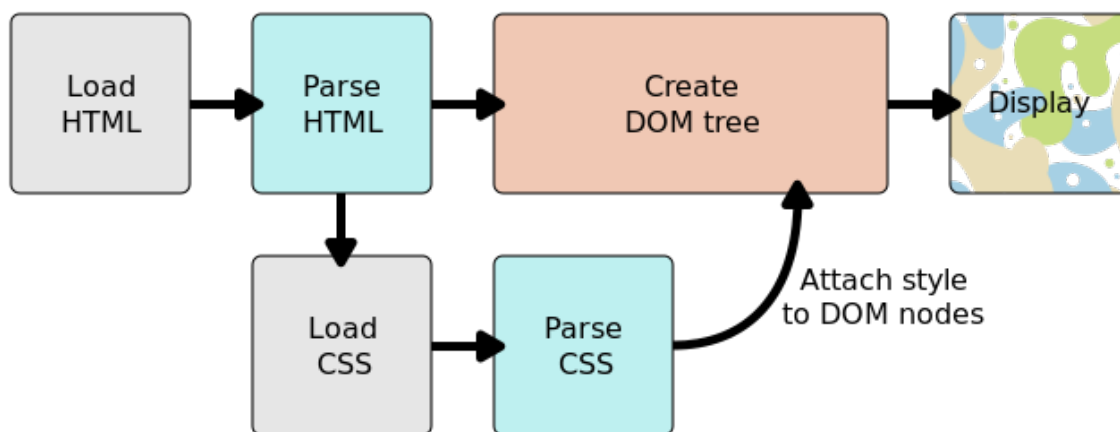 Load
HTML
Parse
HTML
Create
DOM tree
Display
Load
CSS
Parse
CSS
Attach style
to DOM nodes